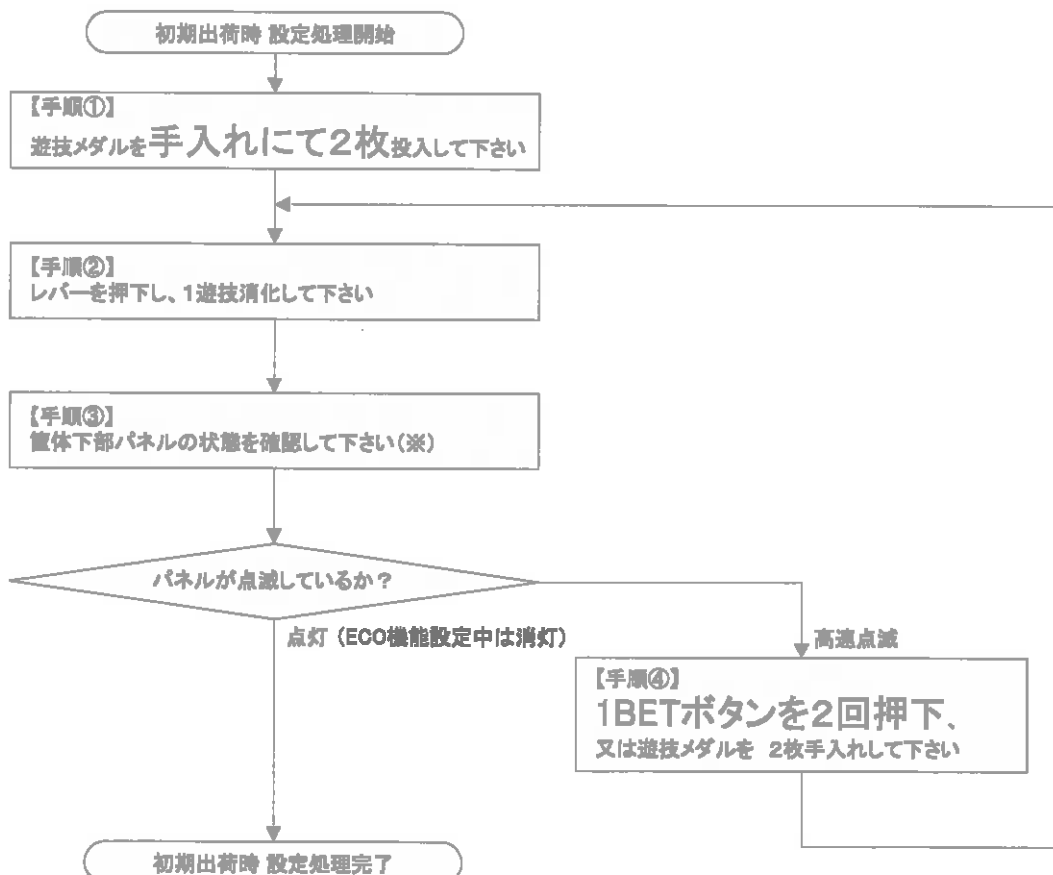 初期出荷時 設定処理開始
【手順①】
遊技メダルを手入れにて2枚投入して下さい
【手順②】
レバーを押下し、1遊技消化して下さい
【手順③】
筐体下部パネルの状態を確認して下さい(※)
パネルが点滅しているか?
点灯 (ECO機能設定中は消灯)
高速点滅
【手順④】
1BETボタンを2回押下、
又は遊技メダルを 2枚手入れして下さい
初期出荷時 設定処理完了